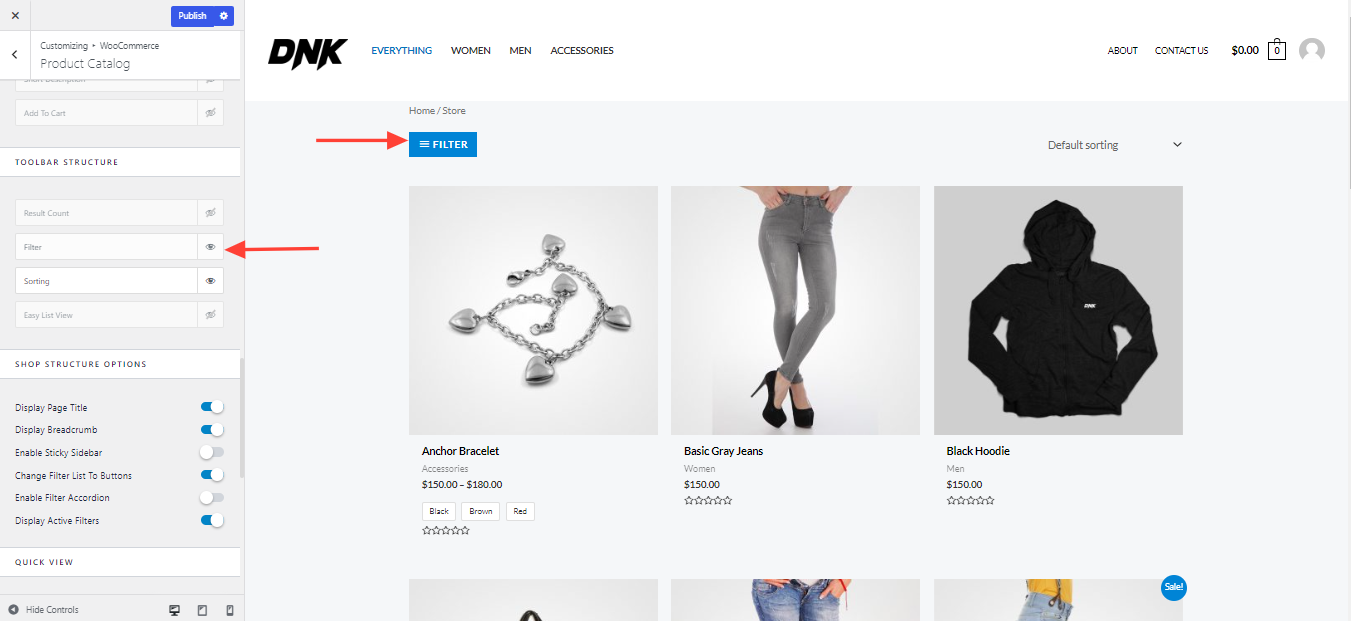 Publish
Customizing ▸ WooCommerce
Product Catalog
Short Description
Add To Cart
TOOLBAR STRUCTURE
Result Count
Filter
Sorting
Easy List View
SHOP STRUCTURE OPTIONS
Display Page Title
Display Breadcrumb
Enable Sticky Sidebar
Change Filter List To Buttons
Enable Filter Accordion
Display Active Filters
QUICK VIEW
Hide Controls
DNK EVERYTHING WOMEN MEN ACCESSORIES ABOUT CONTACT US $0.00 0
Home / Store
FILTER Default sorting
DNK
Anchor Bracelet
Accessories
$150.00 – $180.00
Black Brown Red
Basic Gray Jeans
Women
$150.00
Black Hoodie
Men
$150.00
Sale!